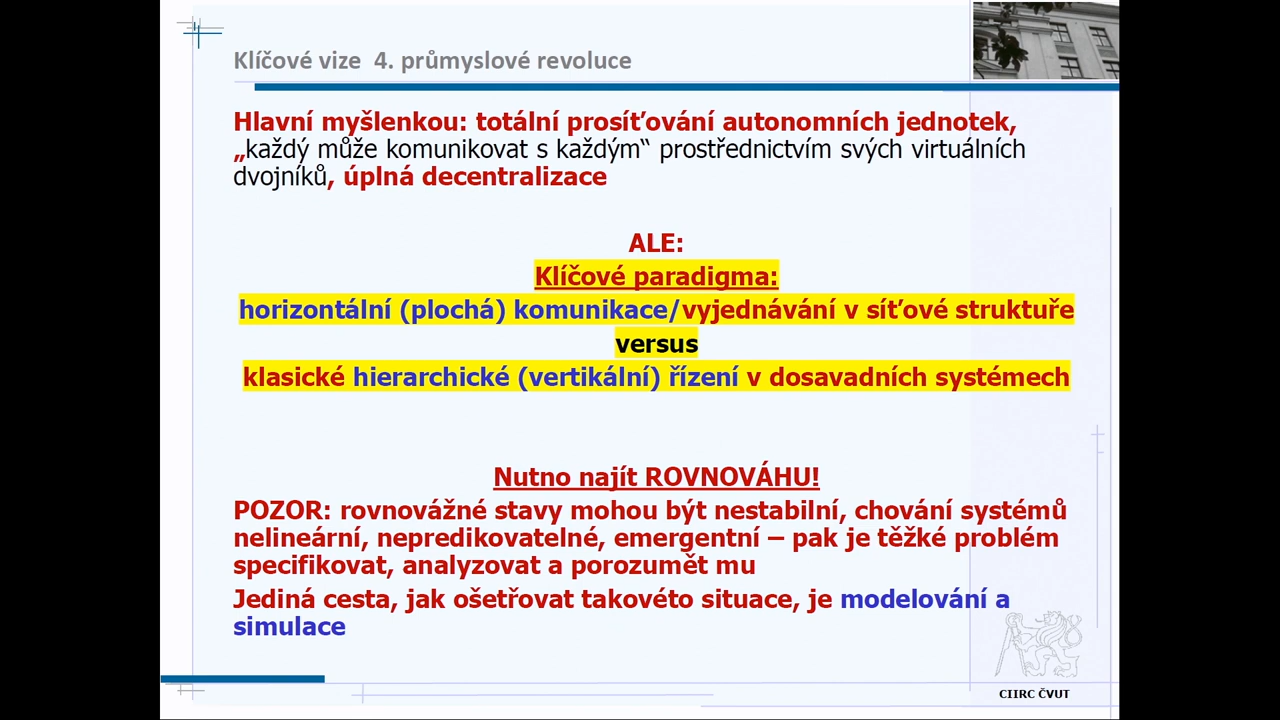 Klíčové vize 4. průmyslové revoluce
Hlavní myšlenkou: totální prosíťování autonomních jednotek,
„každý může komunikovat s každým“ prostřednictvím svých virtuálních
dvojníků, úplná decentralizace
ALE:
Klíčové paradigma:
horizontální (plochá) komunikace/vyjednávání v síťové struktuře
versus
klasické hierarchické (vertikální) řízení v dosavadních systémech
Nutno najít ROVNOVÁHU!
POZOR: rovnovážné stavy mohou být nestabilní, chování systémů
nelineární, nepredikovatelné, emergentní – pak je těžké problém
specifikovat, analyzovat a porozumět mu
Jediná cesta, jak ošetřovat takovéto situace, je modelování a
simulace
CIIRC ČVUT